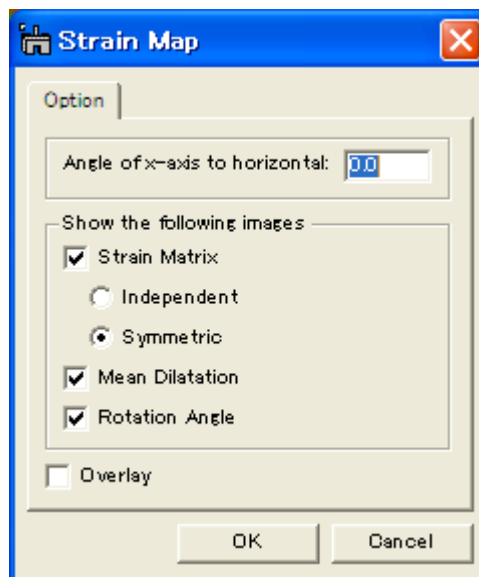 Strain Map
Option
Angle of x-axis to horizontal: 0.0
Show the following images
Strain Matrix
Independent
Symmetric
Mean Dilatation
Rotation Angle
Overlay
OK Cancel